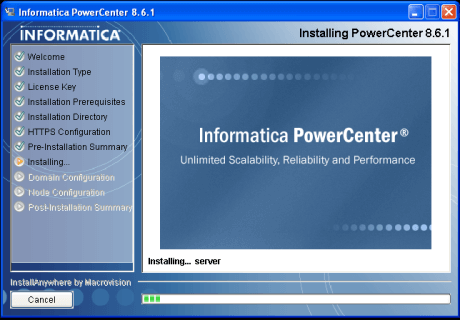 Informatica PowerCenter 8.6.1
INFORMATICA
Installing PowerCenter 8.6.1
Welcome
Installation Type
License Key
Installation Prerequisites
Installation Directory
HTTPS Configuration
Pre-Installation Summary
Installing...
Domain Configuration
Node Configuration
Post-Installation Summary
Informatica PowerCenter®
Unlimited Scalability, Reliability and Performance
Installing... server
InstallAnywhere by Macrovision
Cancel